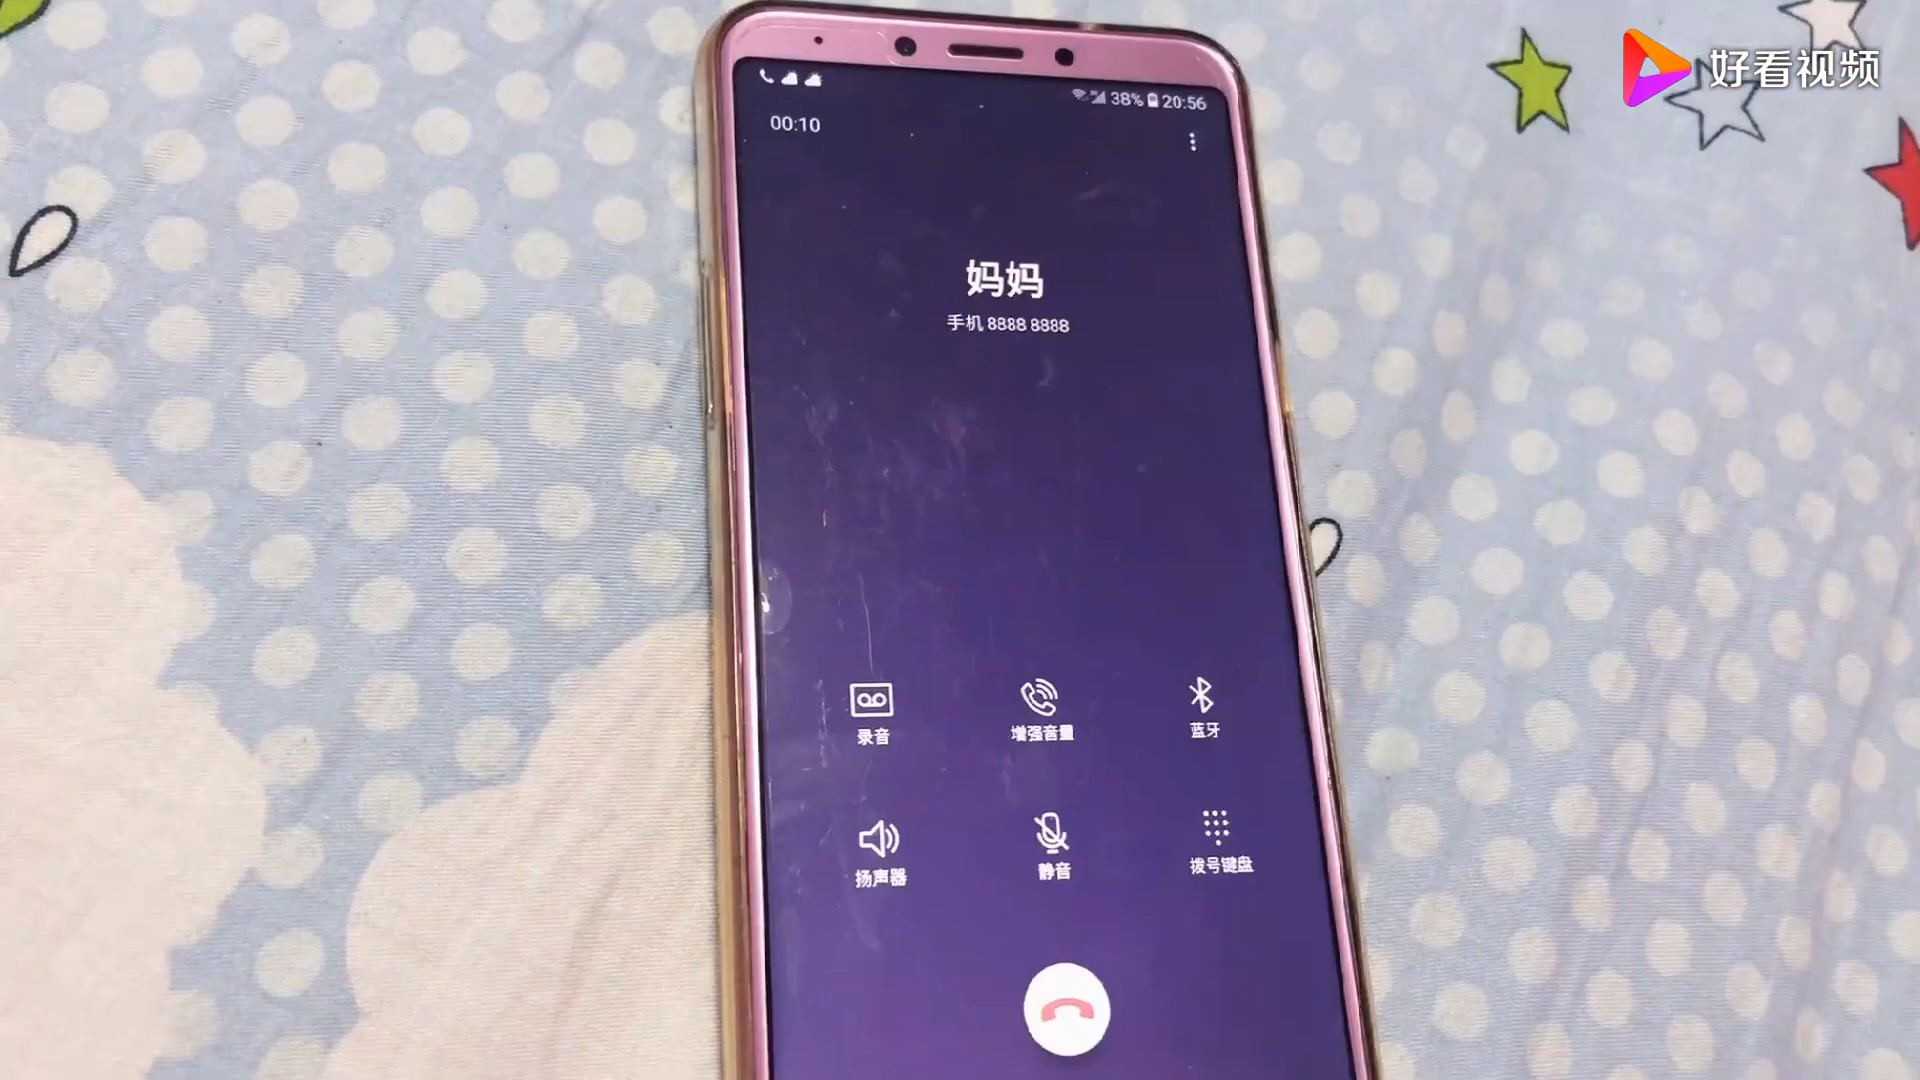 好看视频
38% 20:56
00:10
妈妈
手机 8888 8888
录音 增强音量 蓝牙
扬声器 静音 拨号键盘